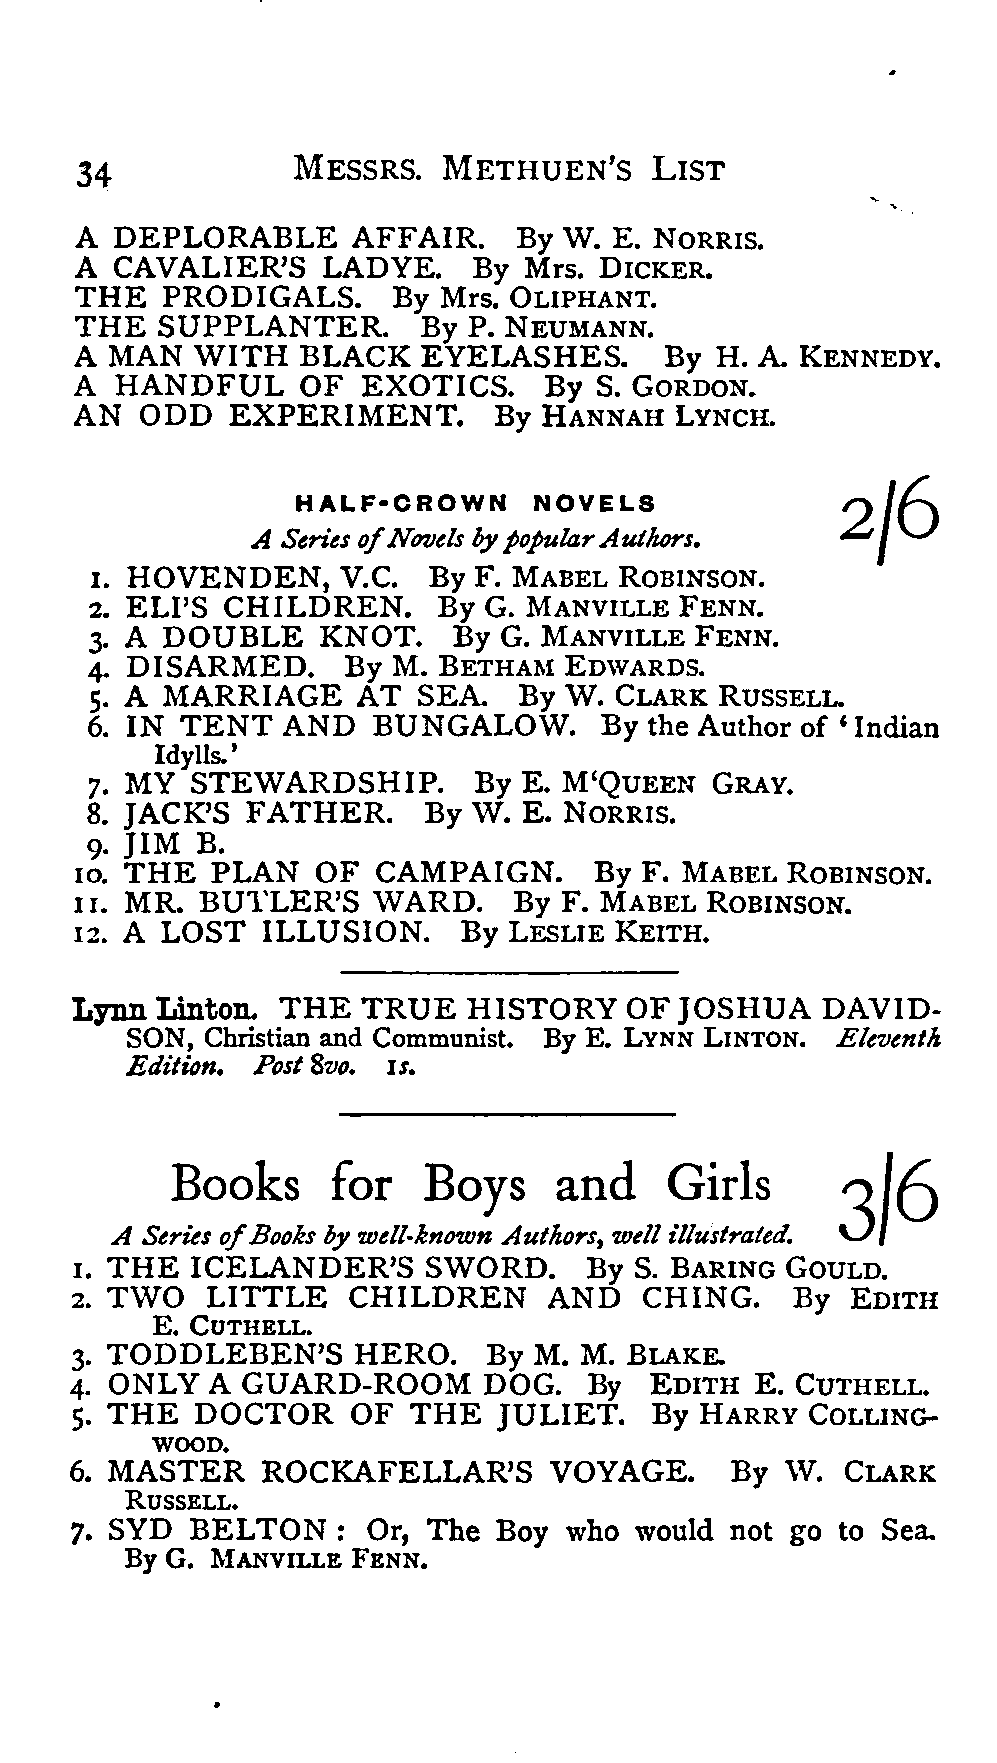 34 MESSRS. METHUEN'S LIST
A DEPLORABLE AFFAIR. By W. E. NORRIS.
A CAVALIER'S LADYE. By Mrs. DICKER.
THE PRODIGALS. By Mrs. OLIPHANT.
THE SUPPLANTER. By P. NEUMANN.
A MAN WITH BLACK EYELASHES. By H. A. KENNEDY.
A HANDFUL OF EXOTICS. By S. GORDON.
AN ODD EXPERIMENT. By HANNAH LYNCH.
HALF-CROWN NOVELS 2/6
A Series of Novels by popular Authors.
1. HOVENDEN, V.C. By F. MABEL ROBINSON.
2. ELI'S CHILDREN. By G. MANVILLE FENN.
3. A DOUBLE KNOT. By G. MANVILLE FENN.
4. DISARMED. By M. BETHAM EDWARDS.
5. A MARRIAGE AT SEA. By W. CLARK RUSSELL.
6. IN TENT AND BUNGALOW. By the Author of ‘Indian
Idylls.’
7. MY STEWARDSHIP. By E. M‘QUEEN GRAY.
8. JACK'S FATHER. By W. E. NORRIS.
9. JIM B.
10. THE PLAN OF CAMPAIGN. By F. MABEL ROBINSON.
11. MR. BUTLER'S WARD. By F. MABEL ROBINSON.
12. A LOST ILLUSION. By LESLIE KEITH.
Lynn Linton. THE TRUE HISTORY OF JOSHUA DAVID-
SON, Christian and Communist. By E. LYNN LINTON. Eleventh
Edition. Post 8vo. 1s.
Books for Boys and Girls 3/6
A Series of Books by well-known Authors, well illustrated.
1. THE ICELANDER'S SWORD. By S. BARING GOULD.
2. TWO LITTLE CHILDREN AND CHING. By EDITH
E. CUTHELL.
3. TODDLEBEN'S HERO. By M. M. BLAKE.
4. ONLY A GUARD-ROOM DOG. By EDITH E. CUTHELL.
5. THE DOCTOR OF THE JULIET. By HARRY COLLING-
WOOD.
6. MASTER ROCKAFELLAR'S VOYAGE. By W. CLARK
RUSSELL.
7. SYD BELTON : Or, The Boy who would not go to Sea.
By G. MANVILLE FENN.